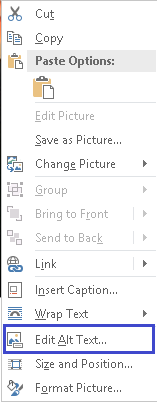 Cut
Copy
Paste Options:
Edit Picture
Save as Picture...
Change Picture
Group
Bring to Front
Send to Back
Link
Insert Caption...
Wrap Text
Edit Alt Text...
Size and Position...
Format Picture...